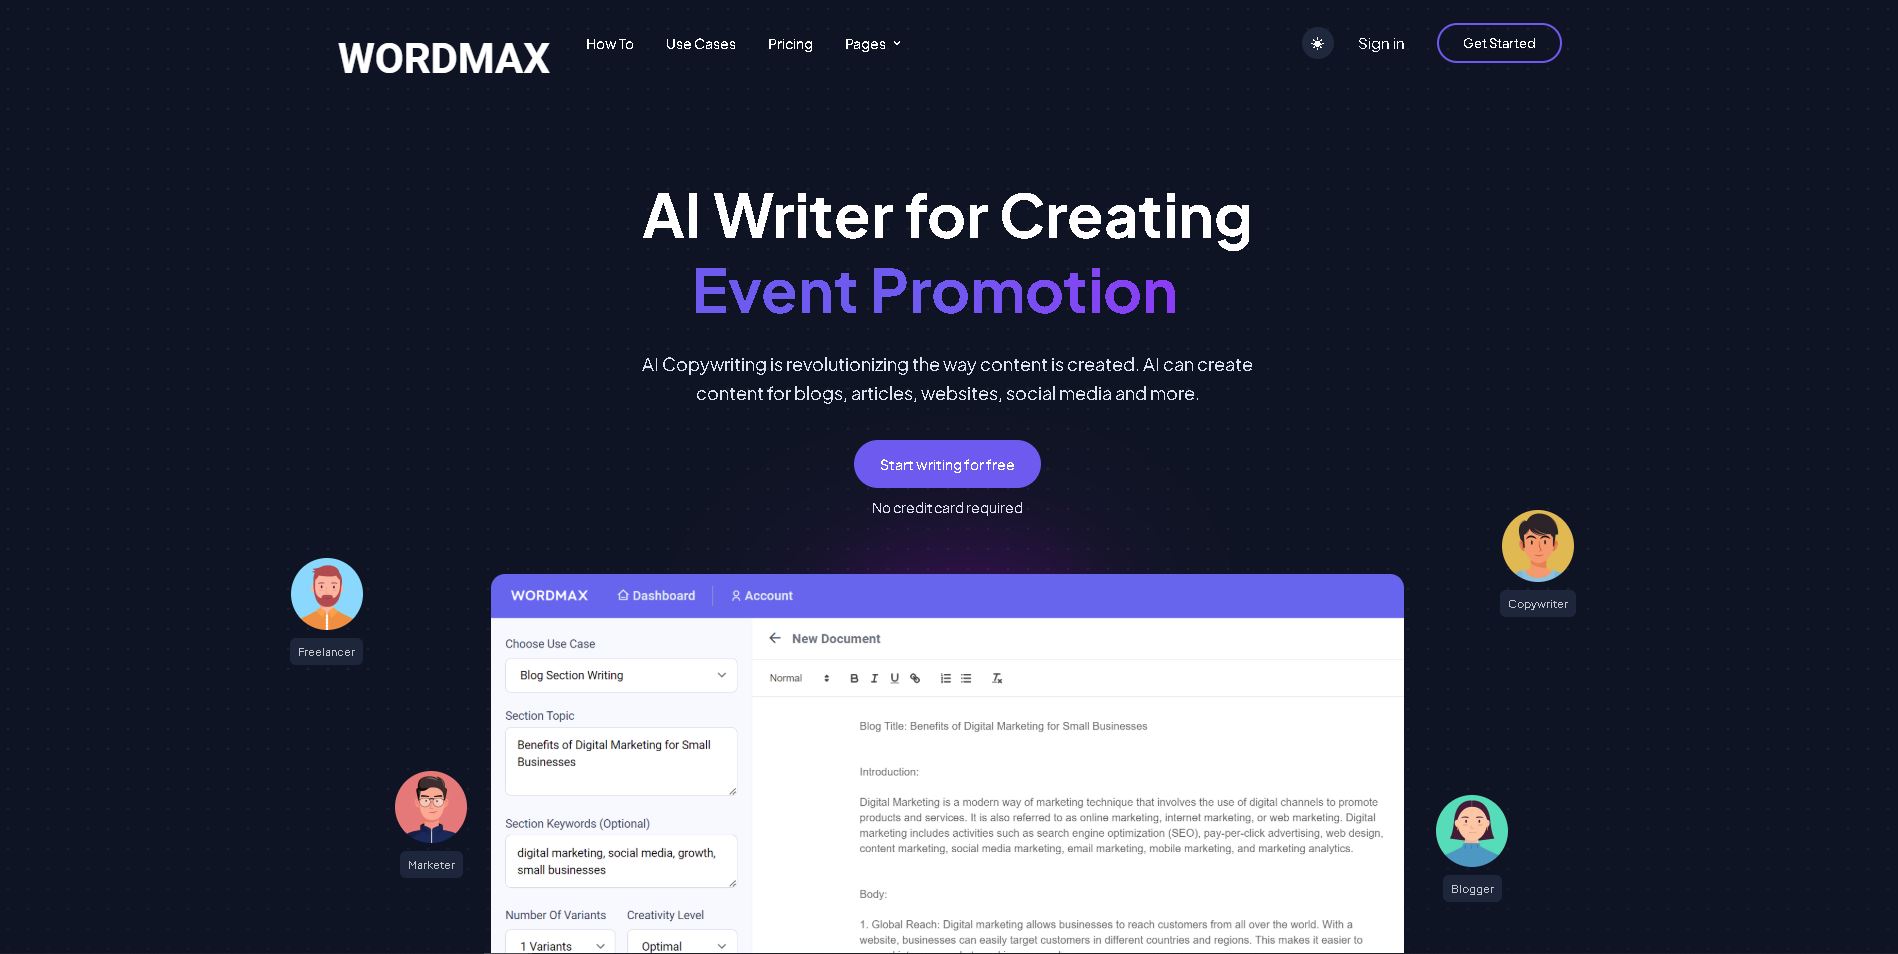 WORDMAX
How To
Use Cases
Pricing
Pages
Sign in
Get Started
AI Writer for Creating
Event Promotion
AI Copywriting is revolutionizing the way content is created. AI can create
content for blogs, articles, websites, social media and more.
Start writing for free
No credit card required
Freelancer
Marketer
Copywriter
Blogger
WORDMAX
Dashboard
Account
Choose Use Case
Blog Section Writing
Section Topic
Benefits of Digital Marketing for Small
Businesses
Section Keywords (Optional)
digital marketing, social media, growth,
small businesses
Number Of Variants
Creativity Level
1 Variants
Optimal
New Document
Normal
B I U
Blog Title: Benefits of Digital Marketing for Small Businesses
Introduction:
Digital Marketing is a modern way of marketing technique that involves the use of digital channels to promote
products and services. It is also referred to as online marketing, internet marketing, or web marketing. Digital
marketing includes activities such as search engine optimization (SEO), pay-per-click advertising, web design,
content marketing, social media marketing, email marketing, mobile marketing, and marketing analytics.
Body:
1. Global Reach: Digital marketing allows businesses to reach customers from all over the world. With a
website, businesses can easily target customers in different countries and regions. This makes it easier to